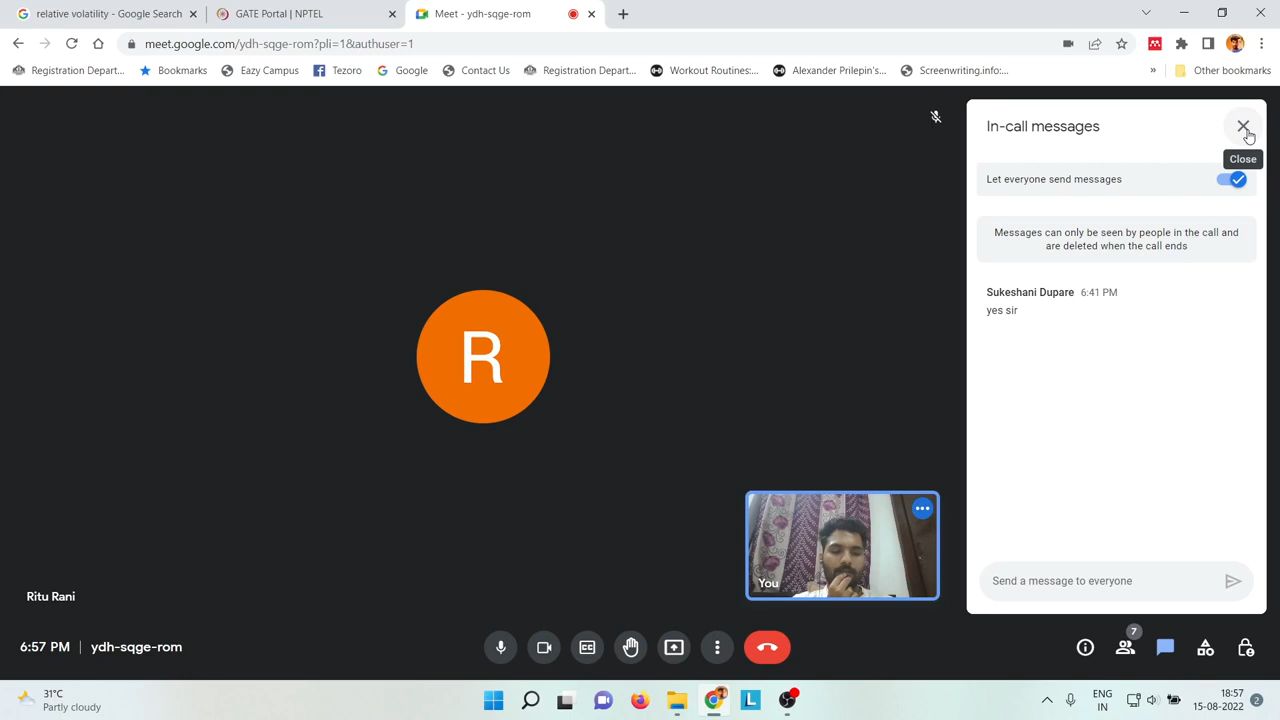 relative volatility - Google Search
GATE Portal | NPTEL
Meet - ydh-sqge-rom
meet.google.com/ydh-sqge-rom?pli=1&authuser=1
Registration Depart...
Bookmarks
Eazy Campus
Tezoro
Google
Contact Us
Registration Depart...
Workout Routines:...
Alexander Prilepin's...
Screenwriting.info:...
»
Other bookmarks
In-call messages
Close
Let everyone send messages
Messages can only be seen by people in the call and
are deleted when the call ends
Sukeshani Dupare 6:41 PM
yes sir
R
You
Send a message to everyone
Ritu Rani
6:57 PM | ydh-sqge-rom
7
31°C
Partly cloudy
L
ENG
IN
18:57
15-08-2022
2